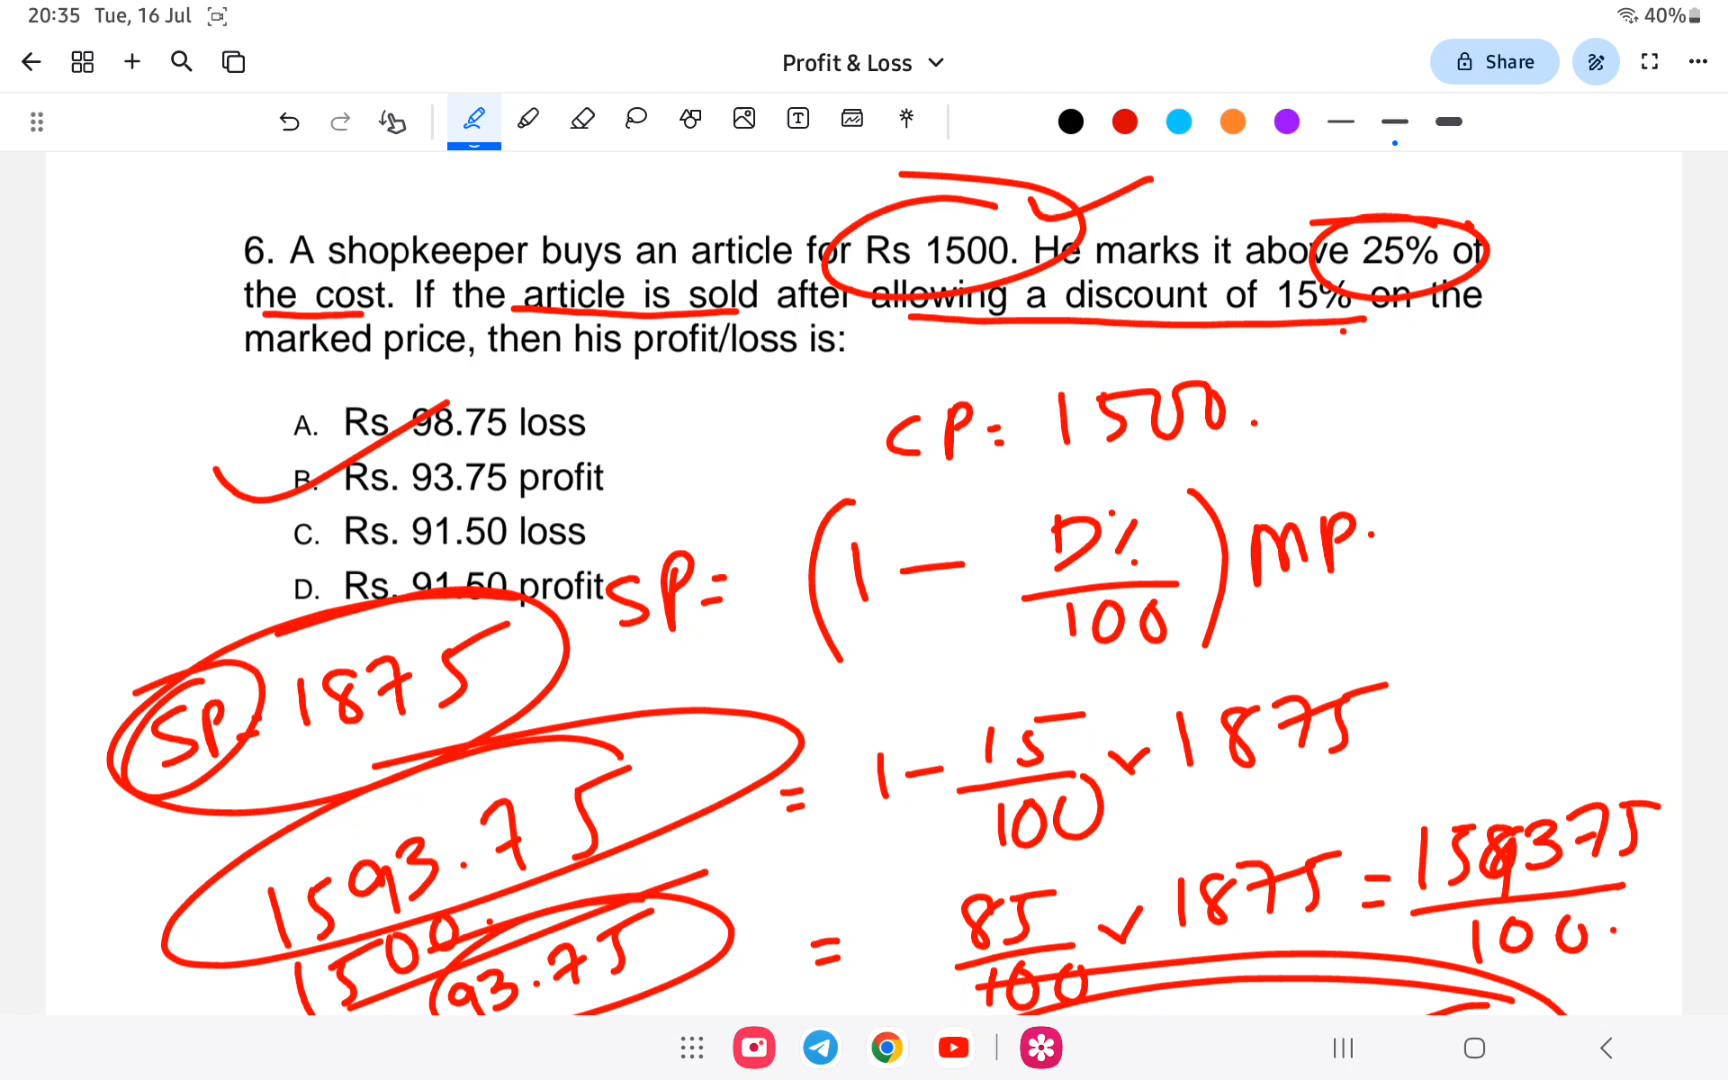 20:35 Tue, 16 Jul
40%
Profit & Loss
Share
6. A shopkeeper buys an article for Rs 1500. He marks it above 25% of
the cost. If the article is sold after allowing a discount of 15% on the
marked price, then his profit/loss is:
A. Rs. 98.75 loss
B. Rs. 93.75 profit
C. Rs. 91.50 loss
D. Rs. 91.50 profit
CP = 1500.
SP = (1 - D%/100) MP.
SP = 1875
= 1 - 15/100 × 1875
1593.75
1500.
93.75
= 85/100 × 1875 = 159375/100.